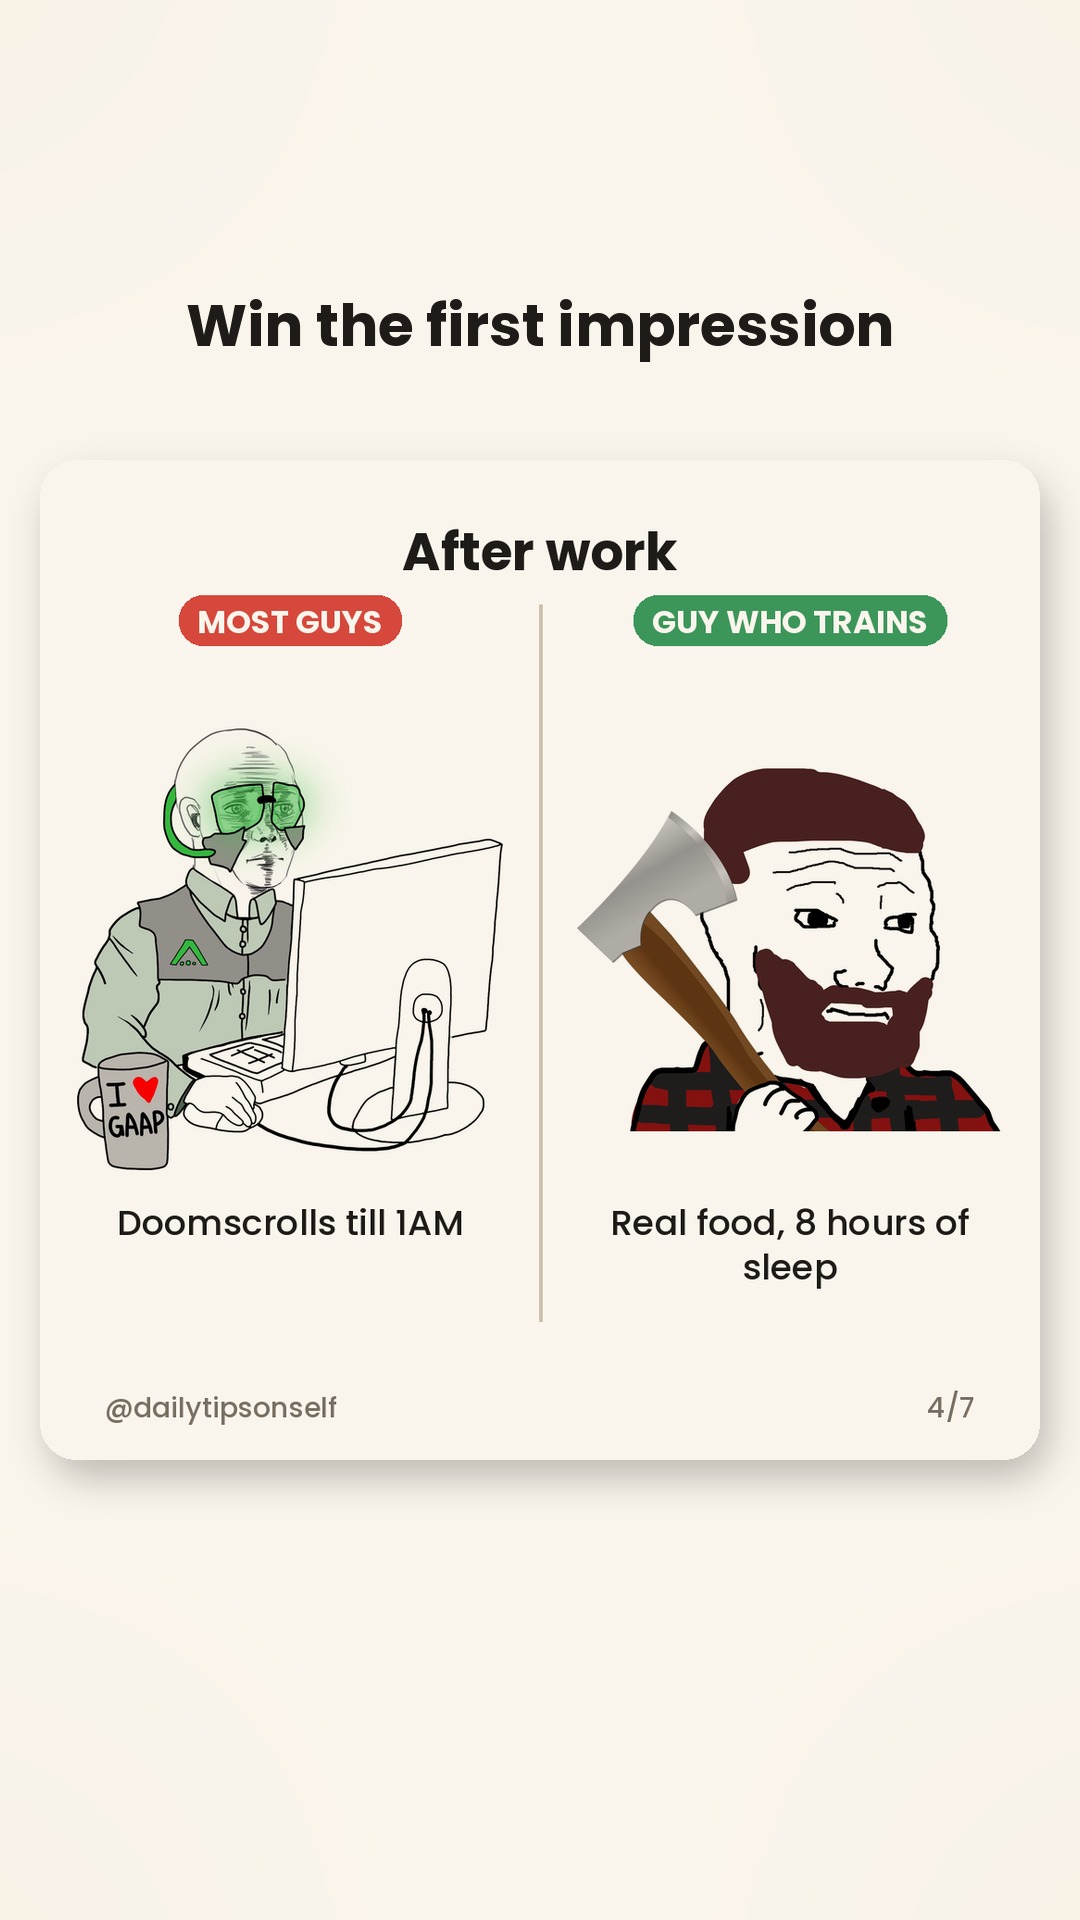 Win the first impression
After work
MOST GUYS
GUY WHO TRAINS
I ♥
GAAP
Doomscrolls till 1AM
Real food, 8 hours of
sleep
@dailytipsonself
4/7